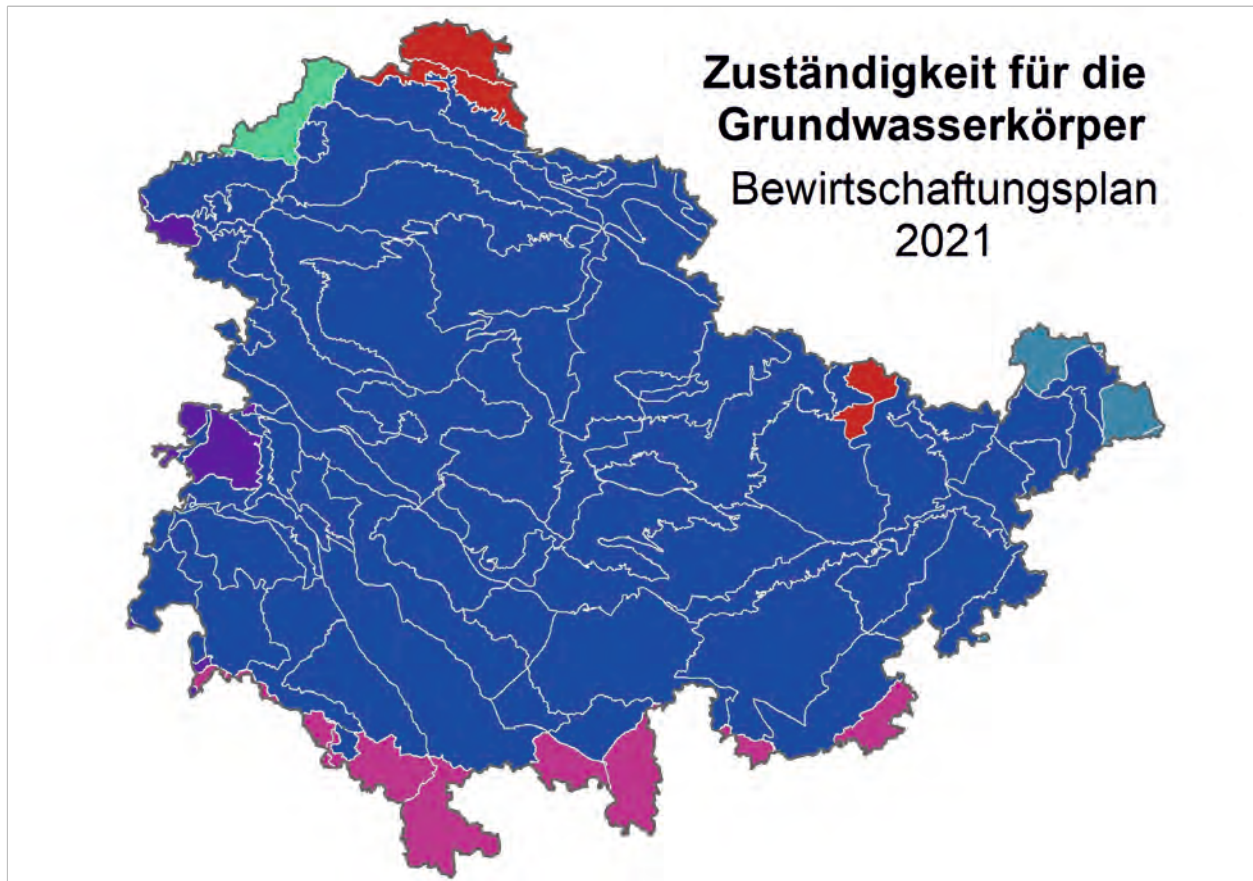 Zuständigkeit für die
Grundwasserkörper
Bewirtschaftungsplan
2021